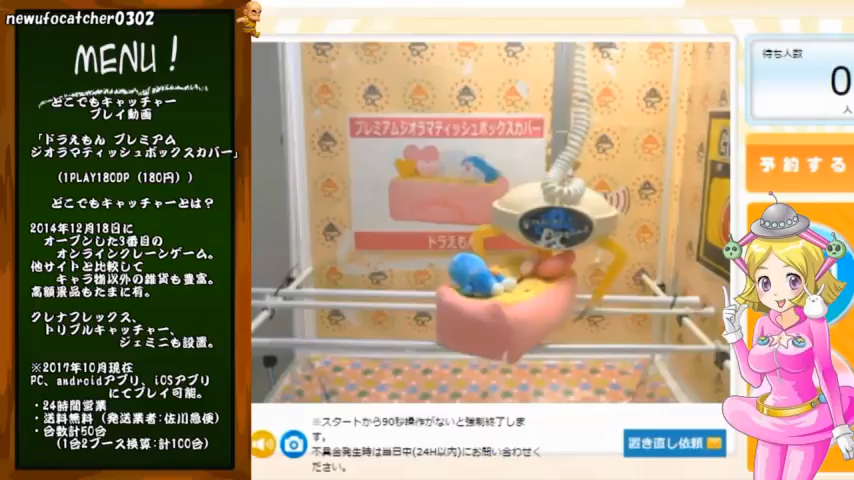 newufocatcher0302
MENU!
どこでもキャッチャー
プレイ動画
「ドラえもん プレミアム
ジオラマティッシュボックスカバー」
(1PLAY180DP (180円) )
どこでもキャッチャーとは?
2014年12月18日に
オープンした3番目の
オンラインクレーンゲーム。
他サイトと比較して
キャラ物以外の雑貨も豊富。
高額景品もたまに有。
クレナフレックス、
トリプルキャッチャー、
ジェミニも設置。
※2017年10月現在
PC、androidアプリ、iOSアプリ
にてプレイ可能。
・24時間営業
・送料無料 (発送業者:佐川急便)
・台数計50台
(1台2ブース換算:計100台)
プレミアムジオラマティッシュボックスカバー
ドラえもん
※スタートから90秒操作がないと強制終了しま
す。
不具合発生時は当日中(24H以内)にお問い合わせく
ださい。
置き直し依頼
待ち人数
0
人
予約する